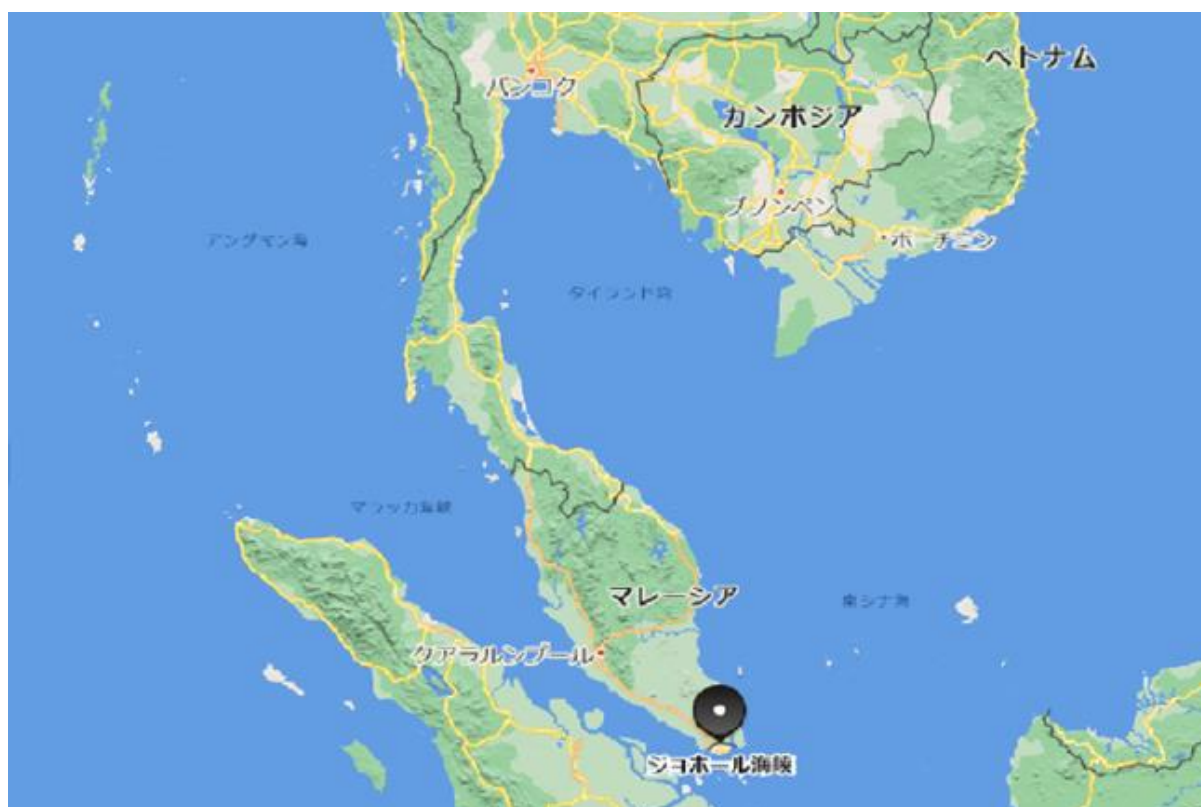 ベトナム
バンコク
カンボジア
プノンペン
ホーチミン
アンダマン海
タイランド湾
マラッカ海峡
マレーシア
南シナ海
クアラルンプール
ジョホール海峡